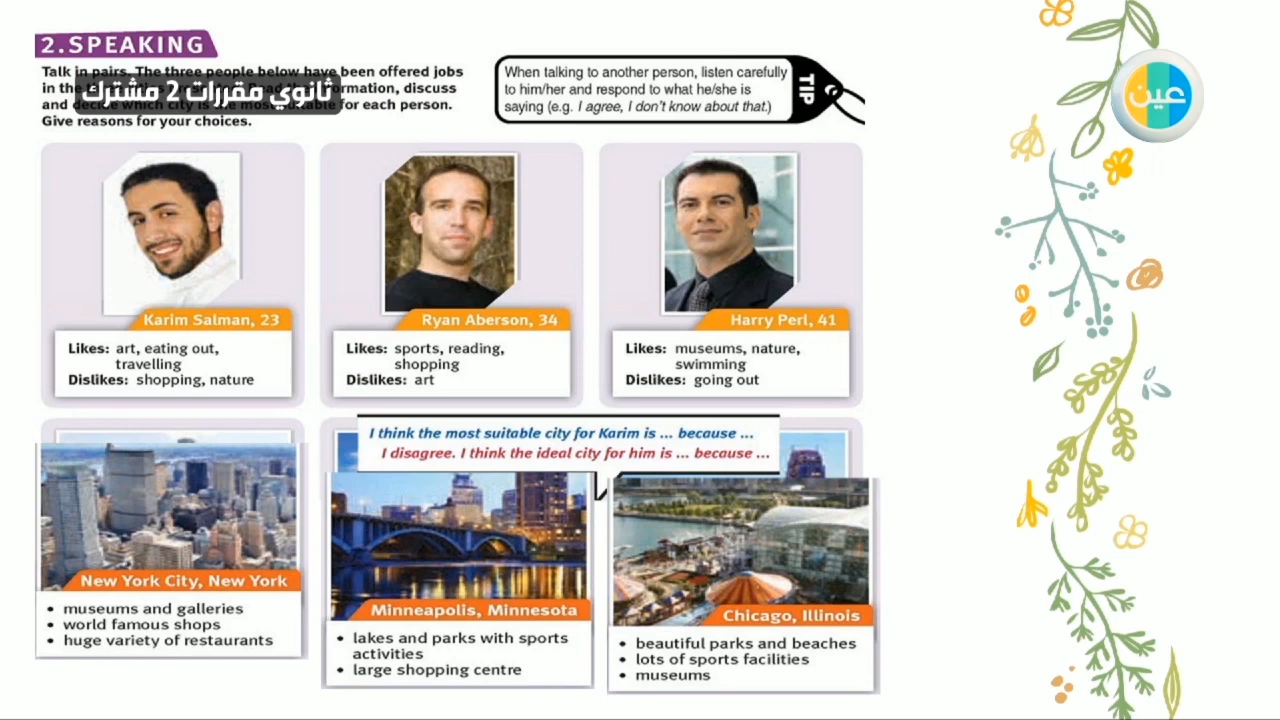 2.SPEAKING
Talk in pairs. The three people below have been offered jobs
in the
ثانوي مقررات 2 مشترك
ormation, discuss
and decide which city is the most suitable for each person.
Give reasons for your choices.
When talking to another person, listen carefully
to him/her and respond to what he/she is
saying (e.g. I agree, I don't know about that.)
TIP
عين
Karim Salman, 23
Likes: art, eating out,
travelling
Dislikes: shopping, nature
Ryan Aberson, 34
Likes: sports, reading,
shopping
Dislikes: art
Harry Perl, 41
Likes: museums, nature,
swimming
Dislikes: going out
I think the most suitable city for Karim is ... because ...
I disagree. I think the ideal city for him is ... because ...
New York City, New York
• museums and galleries
• world famous shops
• huge variety of restaurants
Minneapolis, Minnesota
• lakes and parks with sports
activities
• large shopping centre
Chicago, Illinois
• beautiful parks and beaches
• lots of sports facilities
• museums